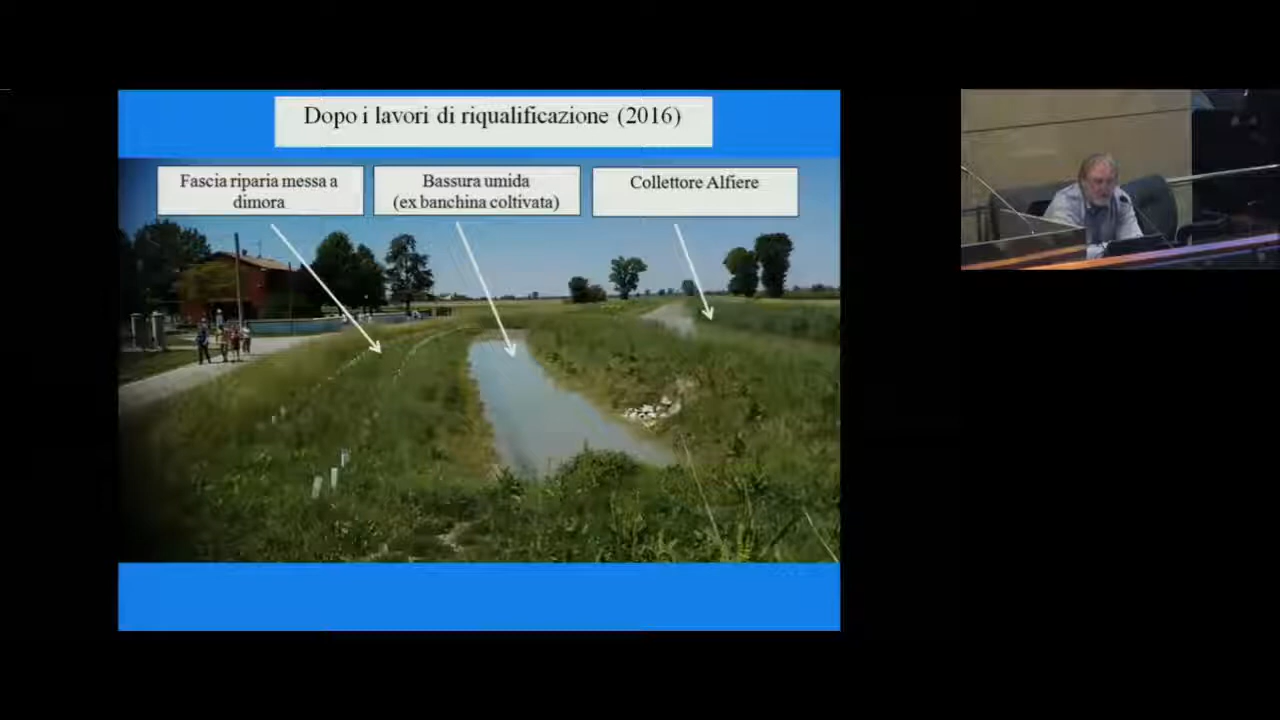 Dopo i lavori di riqualificazione (2016)
Fascia riparia messa a
dimora
Bassura umida
(ex banchina coltivata)
Collettore Alfiere